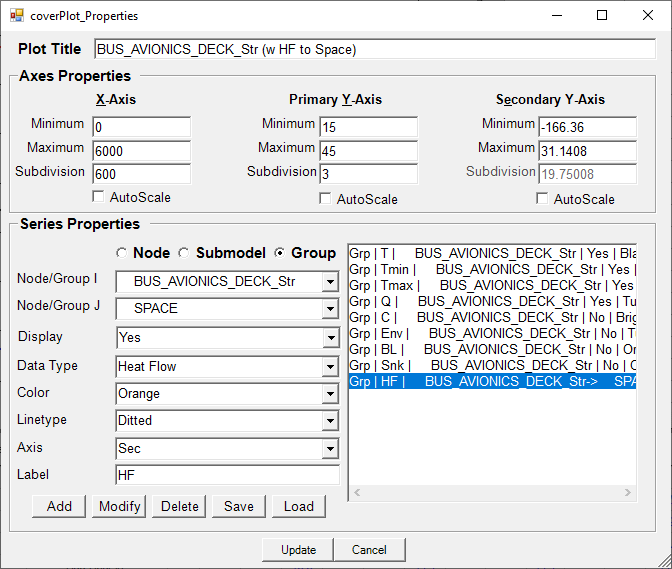 coverPlot_Properties
Plot Title BUS_AVIONICS_DECK_Str (w HF to Space)
Axes Properties
X-Axis Primary Y-Axis Secondary Y-Axis
Minimum 0 Minimum 15 Minimum -166.36
Maximum 6000 Maximum 45 Maximum 31.1408
Subdivision 600 Subdivision 3 Subdivision 19.75008
AutoScale AutoScale AutoScale
Series Properties
Node Submodel Group
Node/Group I BUS_AVIONICS_DECK_Str
Node/Group J SPACE
Display Yes
Data Type Heat Flow
Color Orange
Linetype Ditted
Axis Sec
Label HF
Add Modify Delete Save Load
Grp | T | BUS_AVIONICS_DECK_Str | Yes | Bla
Grp | Tmin | BUS_AVIONICS_DECK_Str | Yes |
Grp | Tmax | BUS_AVIONICS_DECK_Str | Yes
Grp | Q | BUS_AVIONICS_DECK_Str | Yes | Tu
Grp | C | BUS_AVIONICS_DECK_Str | No | Brig
Grp | Env | BUS_AVIONICS_DECK_Str | No | T
Grp | BL | BUS_AVIONICS_DECK_Str | No | Or
Grp | Snk | BUS_AVIONICS_DECK_Str | No | C
Grp | HF | BUS_AVIONICS_DECK_Str-> SPA
Update Cancel